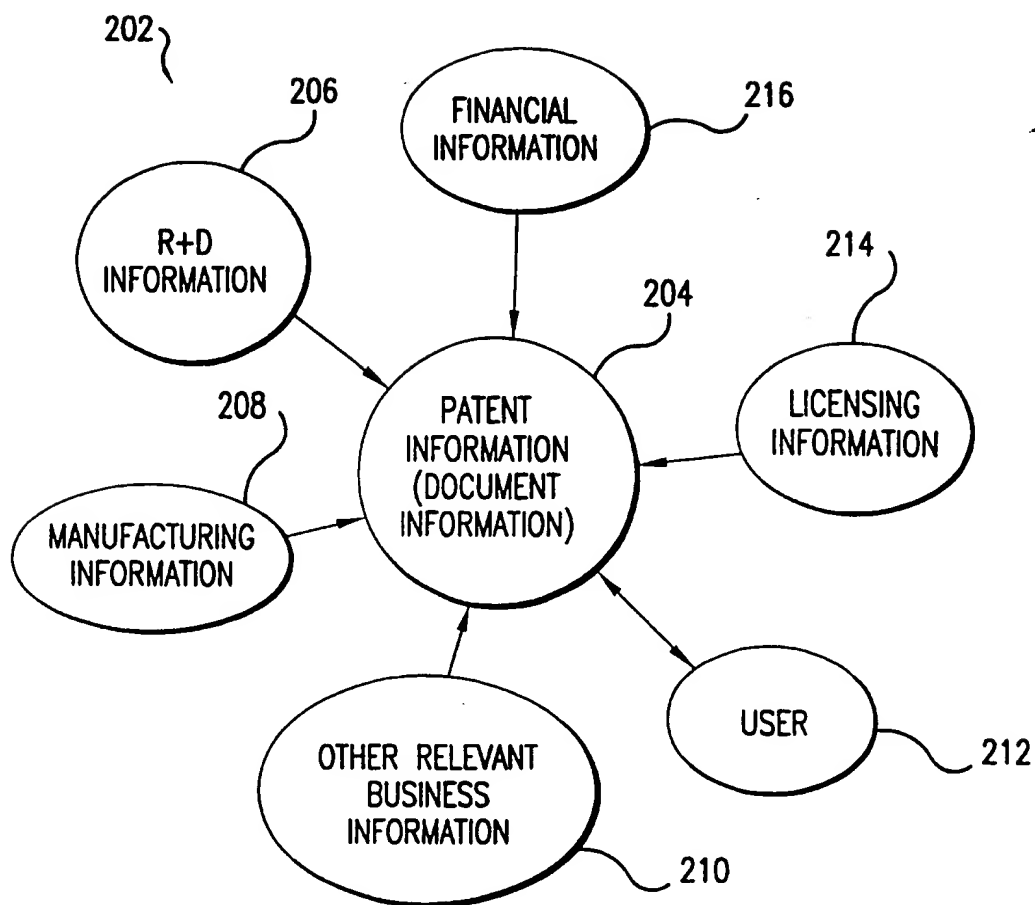 202
206
FINANCIAL
INFORMATION
216
R+D
INFORMATION
214
204
LICENSING
INFORMATION
208
PATENT
INFORMATION
(DOCUMENT
INFORMATION)
MANUFACTURING
INFORMATION
USER
212
OTHER RELEVANT
BUSINESS
INFORMATION
210